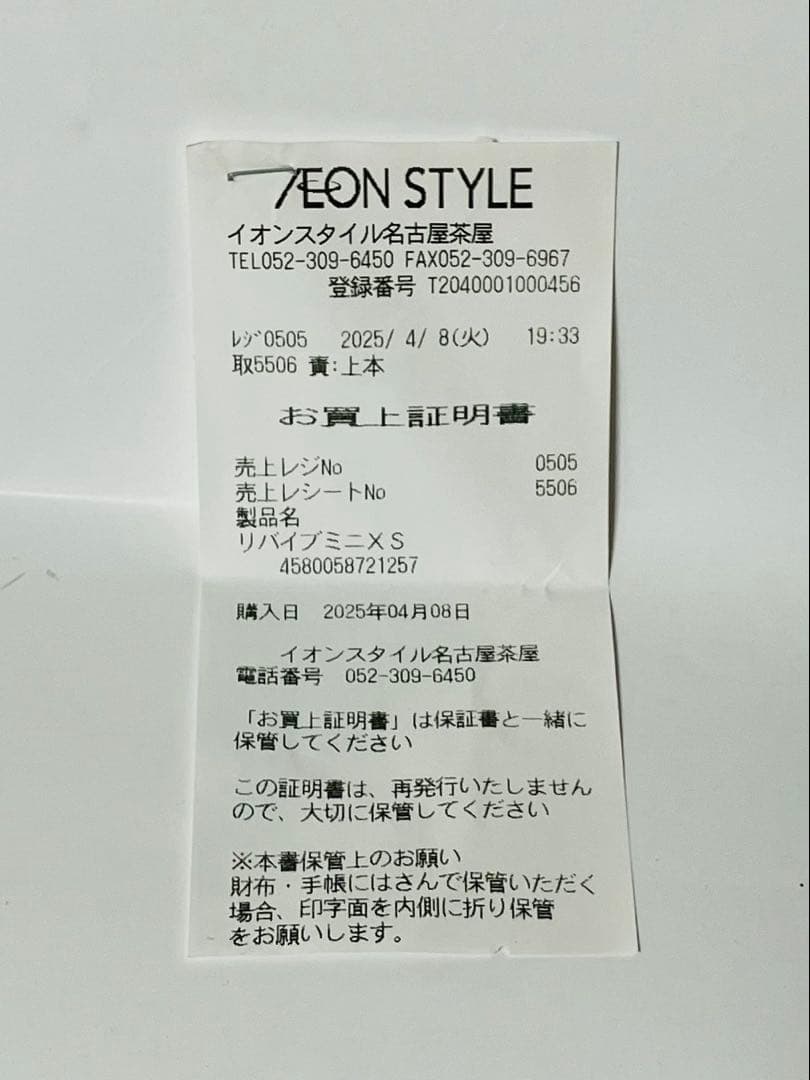 ÆON STYLE
イオンスタイル名古屋茶屋
TEL052-309-6450 FAX052-309-6967
登録番号 T2040001000456
ﾚｼﾞ0505 2025/ 4/ 8(火) 19:33
取5506 責:上本
お買上証明書
売上レジNo 0505
売上レシートNo 5506
製品名
リバイブミニＸＳ
4580058721257
購入日 2025年04月08日
イオンスタイル名古屋茶屋
電話番号 052-309-6450
「お買上証明書」は保証書と一緒に
保管してください
この証明書は、再発行いたしません
ので、大切に保管してください
※本書保管上のお願い
財布・手帳にはさんで保管いただく
場合、印字面を内側に折り保管
をお願いします。